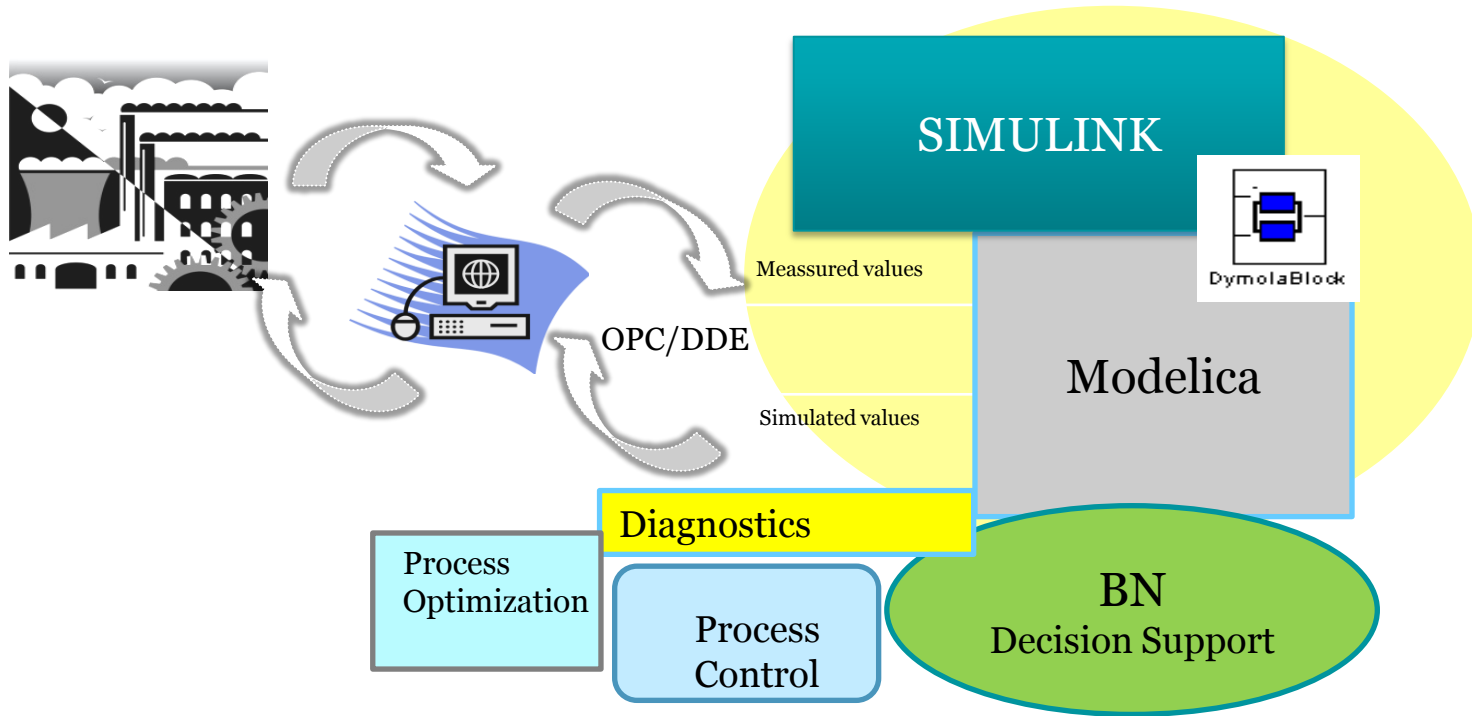 SIMULINK
DymolaBlock
Meassured values
OPC/DDE
Modelica
Simulated values
Diagnostics
Process
Optimization
Process
Control
BN
Decision Support